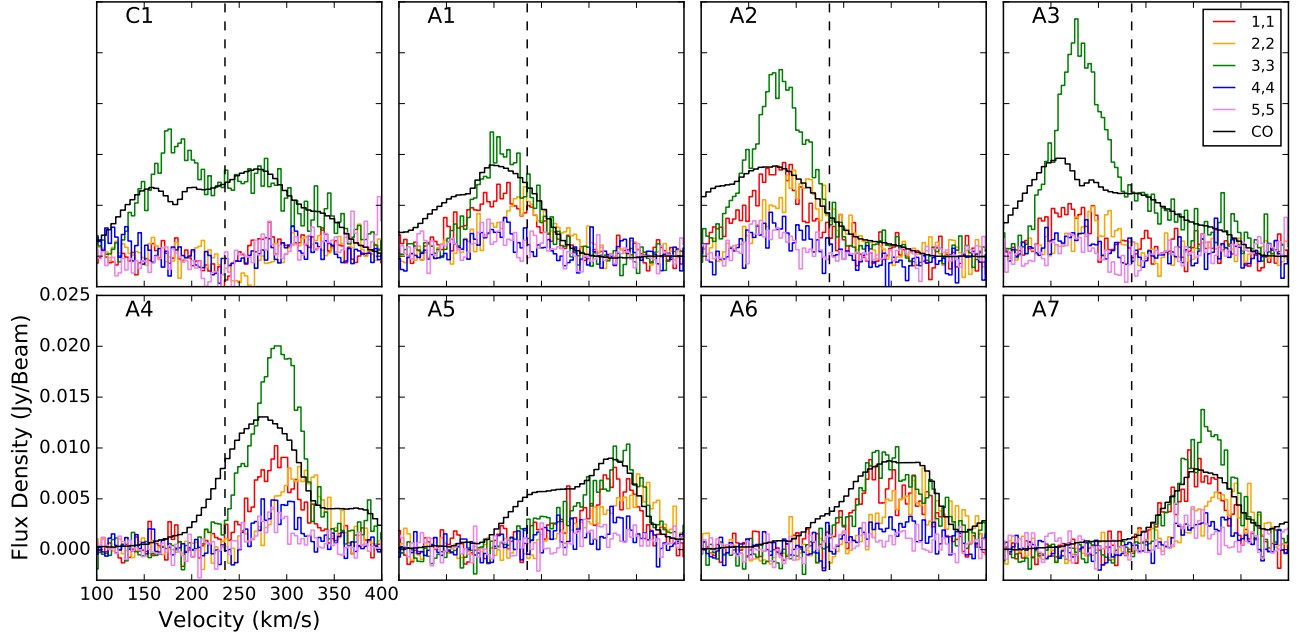 C1
A1
A2
A3
1,1
2,2
3,3
4,4
5,5
CO
A4
A5
A6
A7
0.025
0.020
0.015
0.010
0.005
0.000
Flux Density (Jy/Beam)
100 150 200 250 300 350 400
Velocity (km/s)